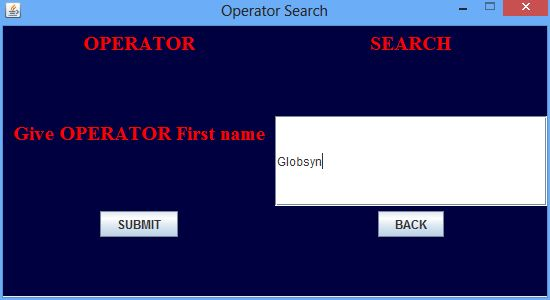 Operator Search
OPERATOR SEARCH
Give OPERATOR First name
Globsyn
SUBMIT BACK